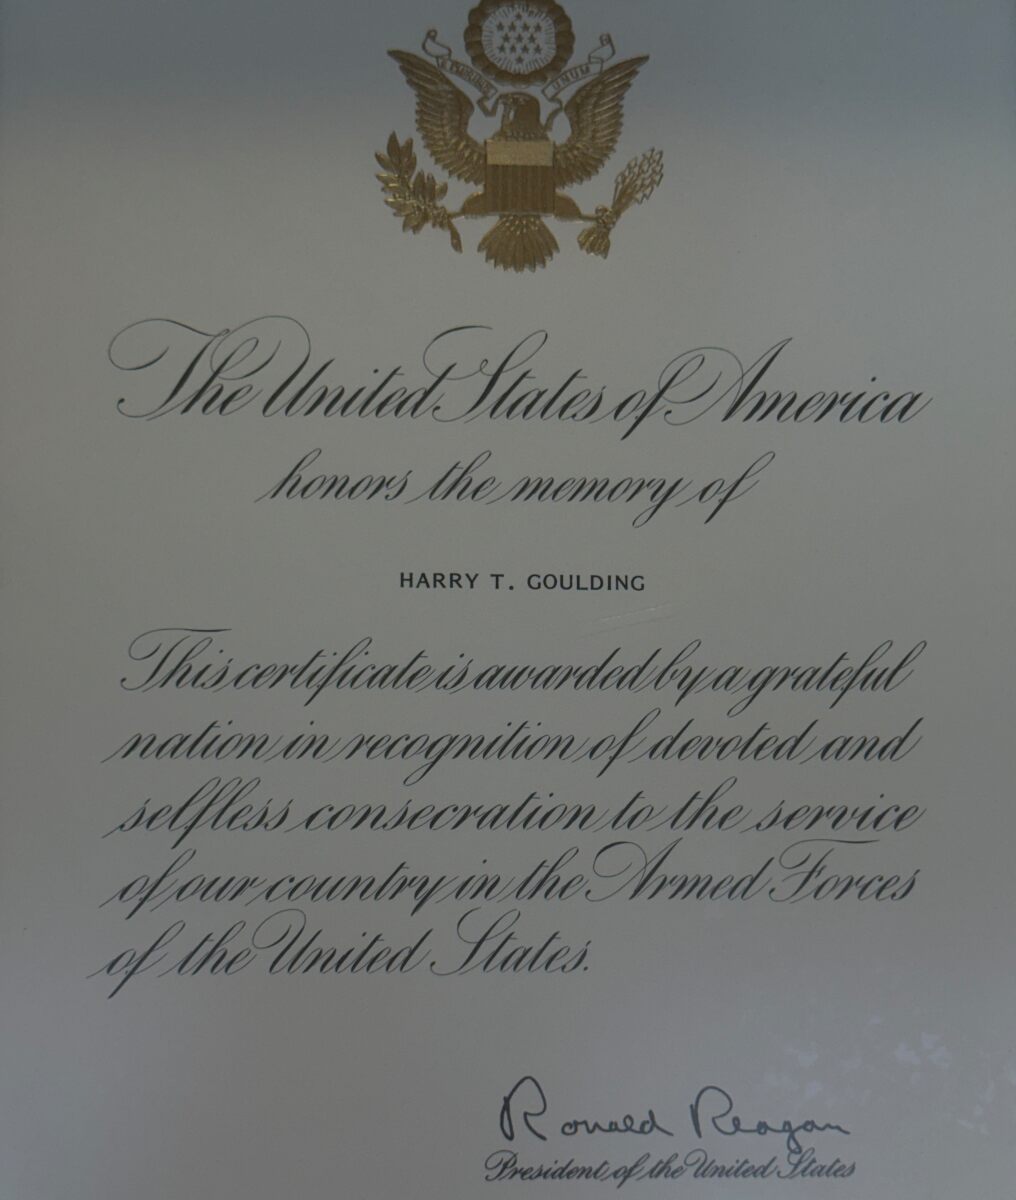 E PLURIBUS UNUM
The United States of America
honors the memory of
HARRY T. GOULDING
This certificate is awarded by a grateful
nation in recognition of devoted and
selfless consecration to the service
of our country in the Armed Forces
of the United States.
Ronald Reagan
President of the United States